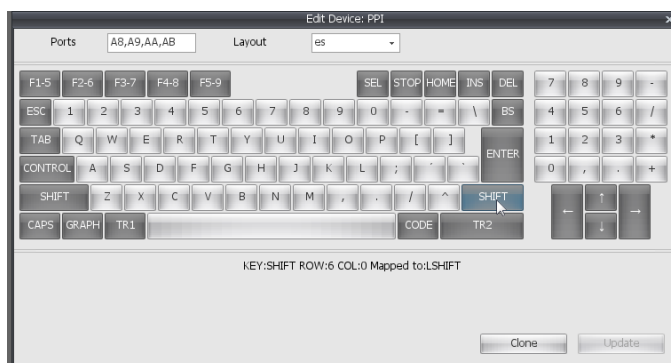 Edit Device: PPI
Ports A8,A9,AA,AB Layout es
F1-5 F2-6 F3-7 F4-8 F5-9 SEL STOP HOME INS DEL 7 8 9 -
ESC 1 2 3 4 5 6 7 8 9 0 - = \ BS 4 5 6 /
TAB Q W E R T Y U I O P [ ] ENTER 1 2 3 *
CONTROL A S D F G H J K L ; ´ ` 0 , . +
SHIFT Z X C V B N M , . / ^ SHIFT ← ↑ ↓ →
CAPS GRAPH TR1 CODE TR2
KEY:SHIFT ROW:6 COL:0 Mapped to:LSHIFT
Clone Update